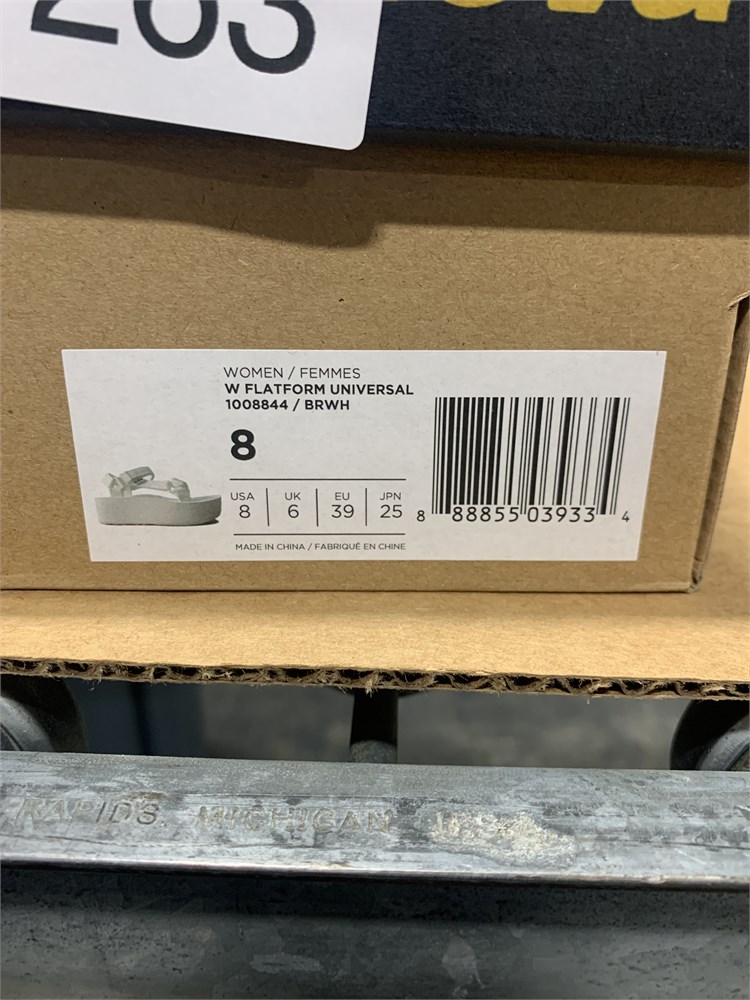 263
WOMEN / FEMMES
W FLATFORM UNIVERSAL
1008844 / BRWH
8
USA UK EU JPN
8 6 39 25
8 88855 03933 4
MADE IN CHINA / FABRIQUÉ EN CHINE
RAPIDS MICHIGAN